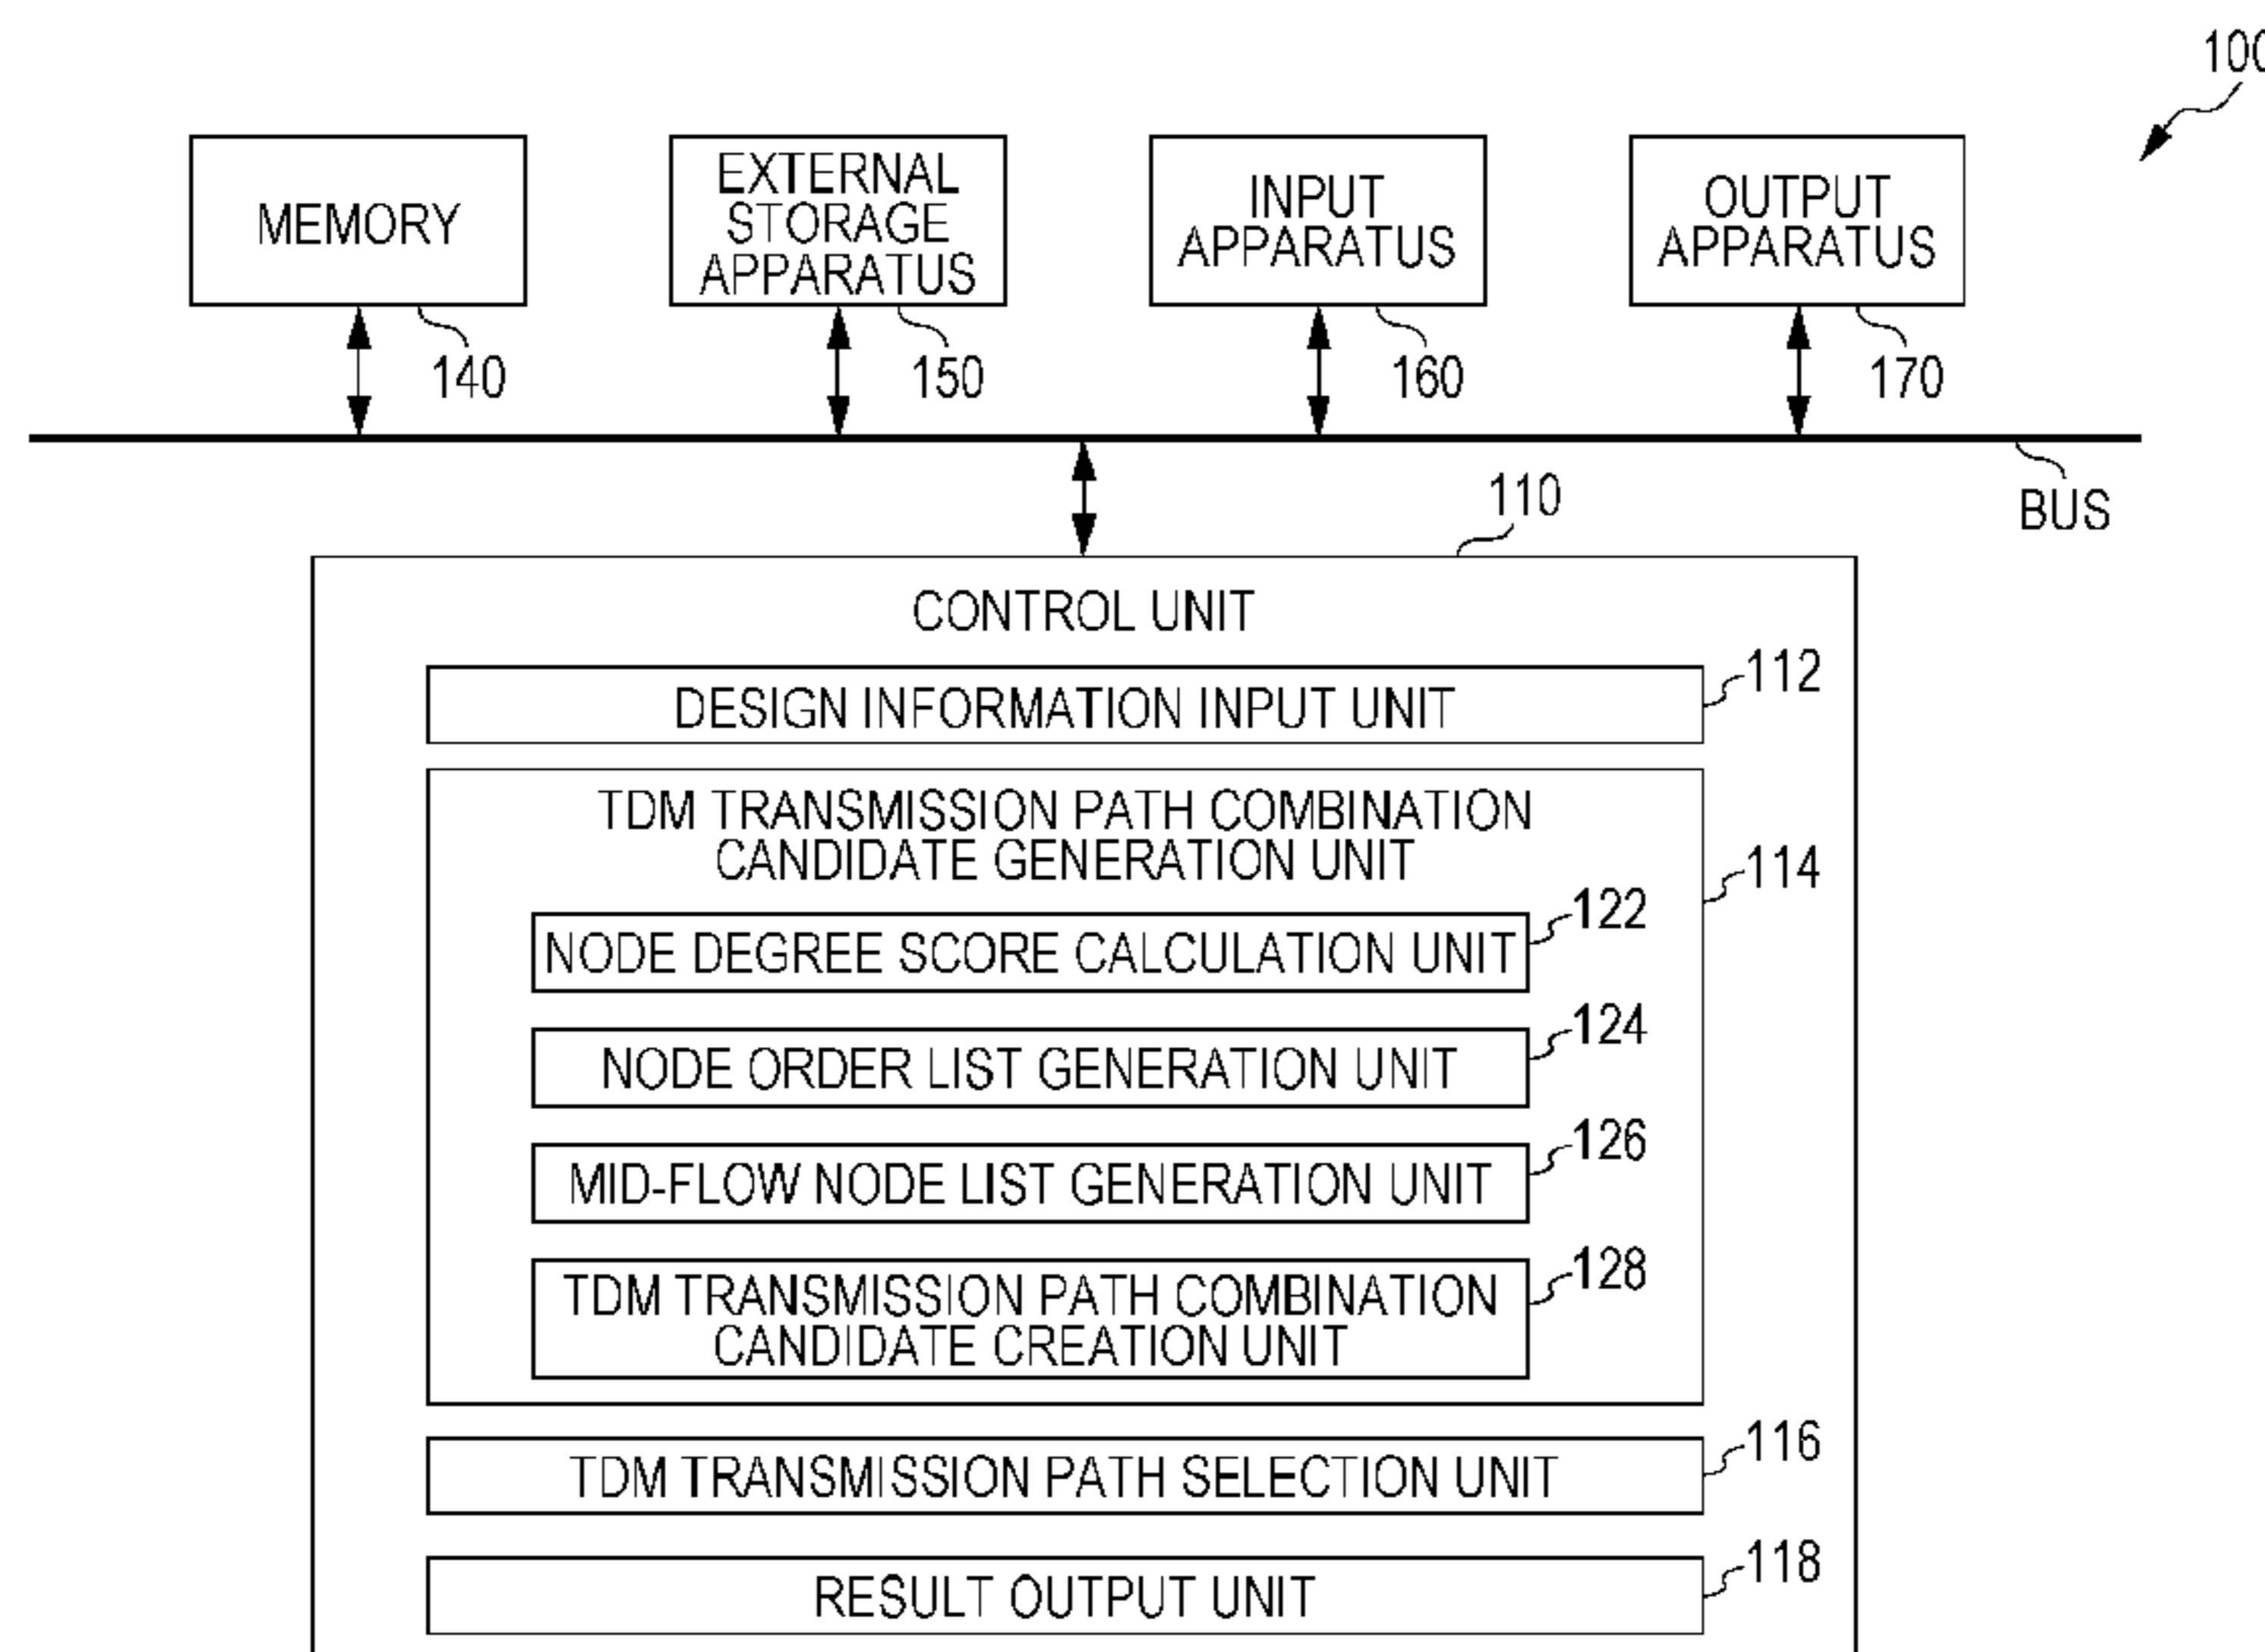 100
MEMORY
EXTERNAL
STORAGE
APPARATUS
INPUT
APPARATUS
OUTPUT
APPARATUS
140
150
160
170
BUS
110
CONTROL UNIT
112
DESIGN INFORMATION INPUT UNIT
TDM TRANSMISSION PATH COMBINATION
CANDIDATE GENERATION UNIT
114
122
NODE DEGREE SCORE CALCULATION UNIT
124
NODE ORDER LIST GENERATION UNIT
126
MID-FLOW NODE LIST GENERATION UNIT
128
TDM TRANSMISSION PATH COMBINATION
CANDIDATE CREATION UNIT
116
TDM TRANSMISSION PATH SELECTION UNIT
118
RESULT OUTPUT UNIT